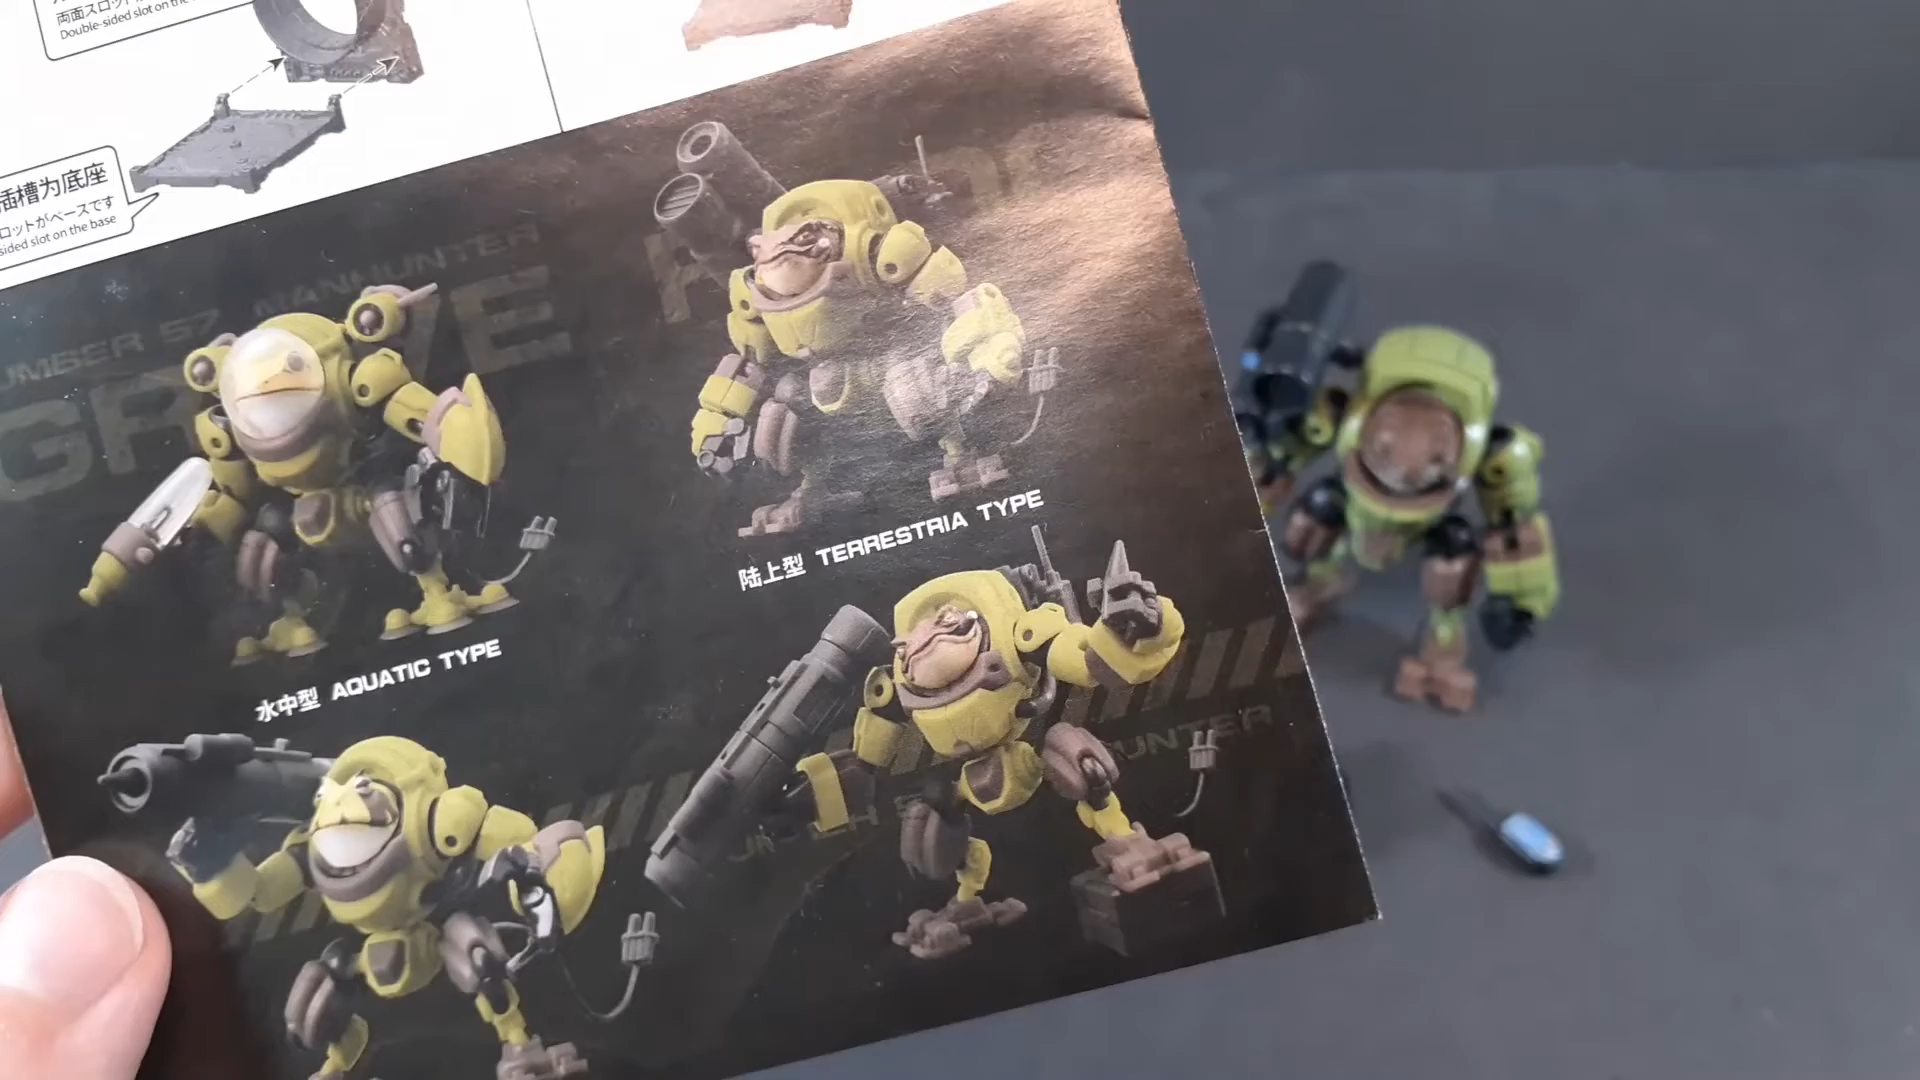 両面スロット
Double-sided slot on the
插槽为底座
ロットがベースです
sided slot on the base
UMBER 57 MANHUNTER
陆上型 TERRESTRIA TYPE
水中型 AQUATIC TYPE
UNTER